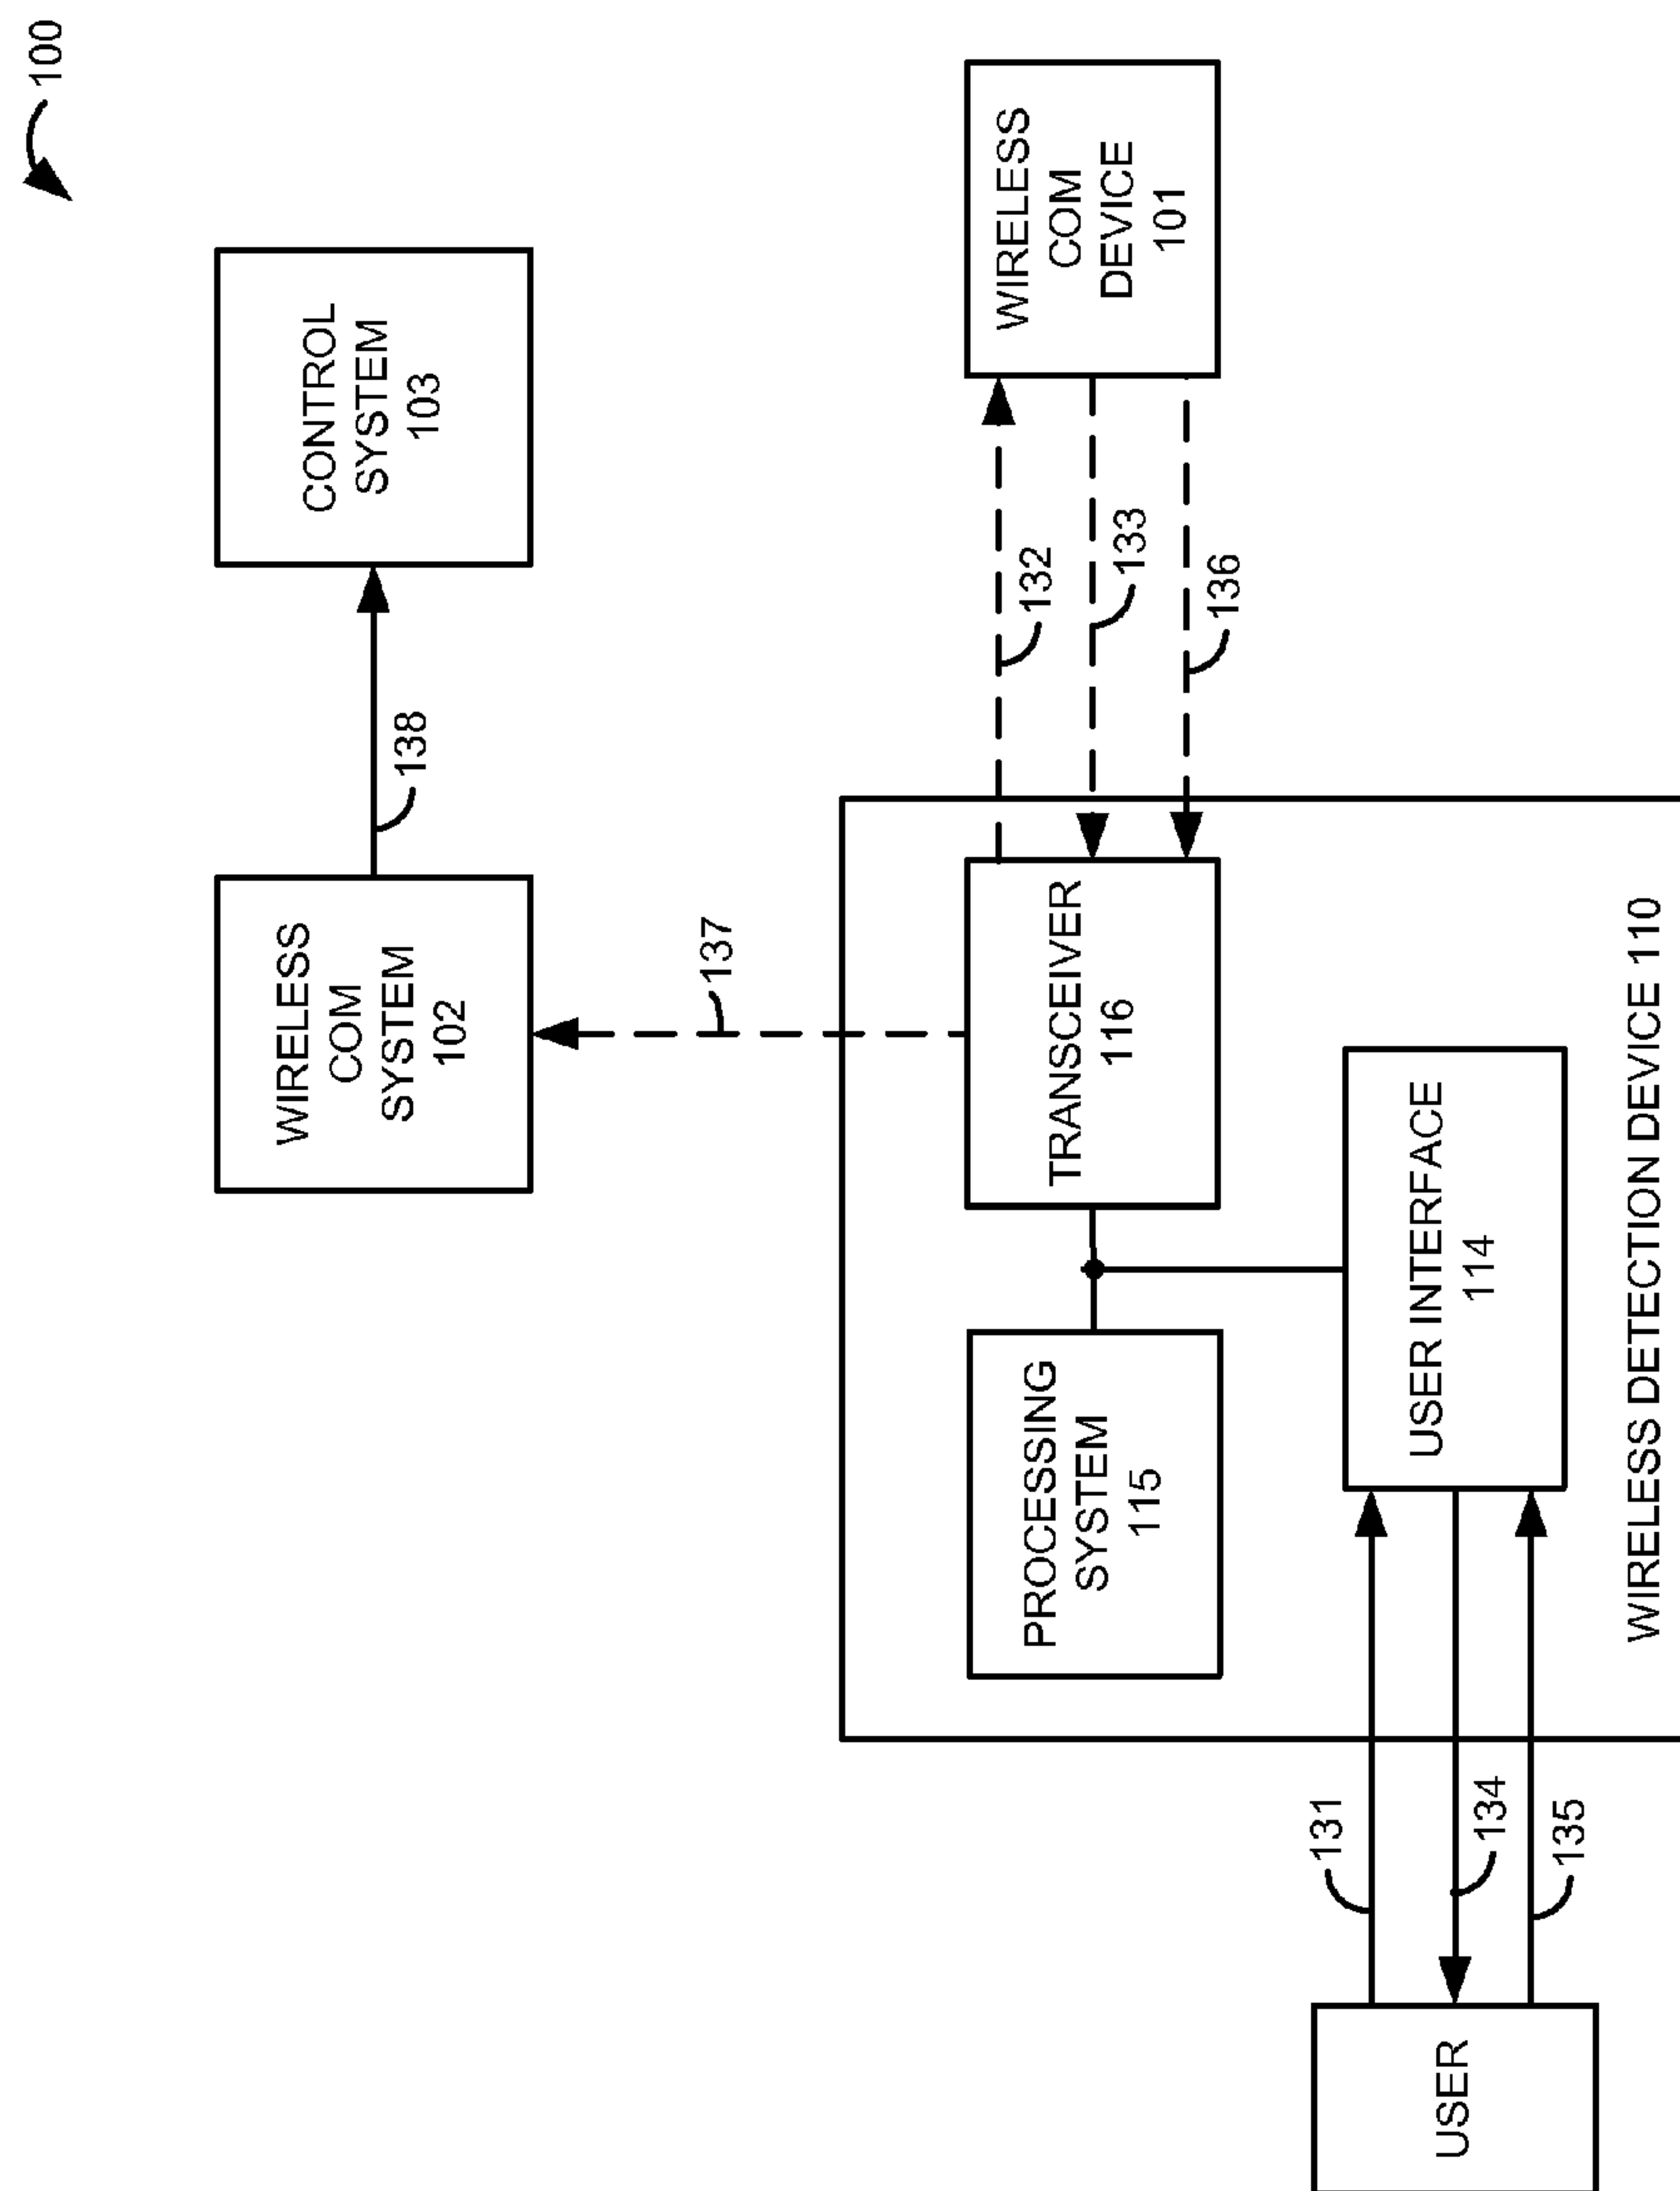 100
WIRELESS
COM
SYSTEM
102
138
CONTROL
SYSTEM
103
137
PROCESSING
SYSTEM
115
TRANSCEIVER
116
132
133
136
WIRELESS
COM
DEVICE
101
USER
131
134
135
USER INTERFACE
114
WIRELESS DETECTION DEVICE 110